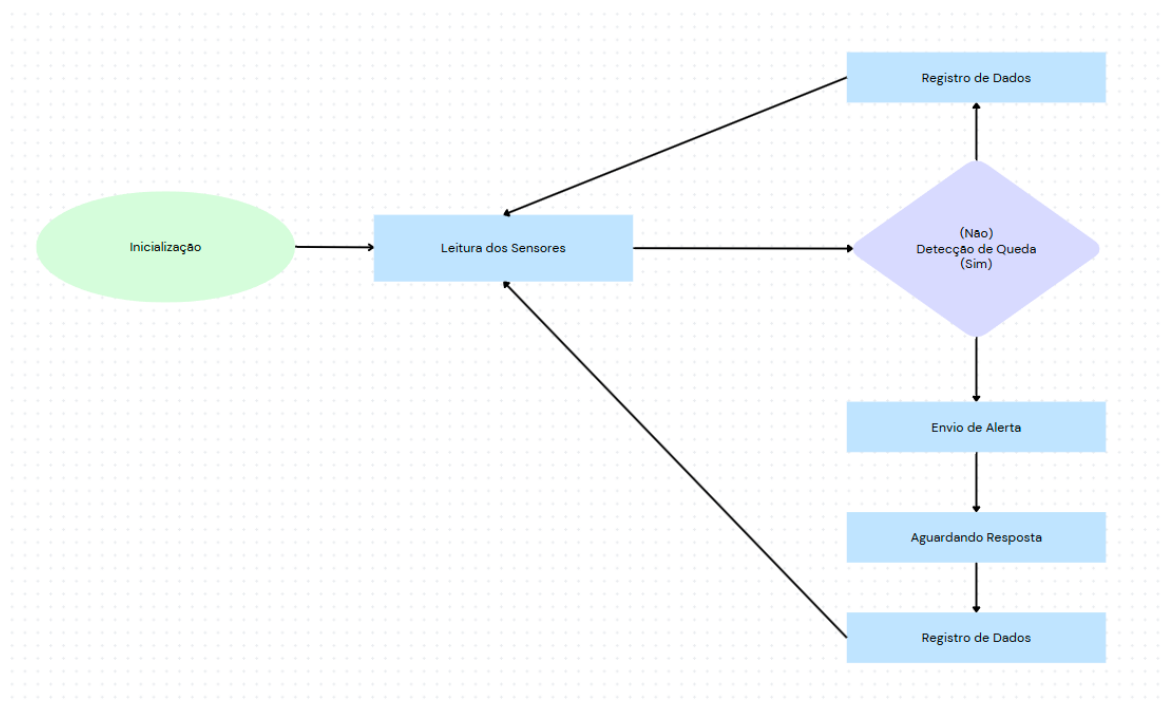 Registro de Dados
Inicialização
Leitura dos Sensores
(Não)
Detecção de Queda
(Sim)
Envio de Alerta
Aguardando Resposta
Registro de Dados